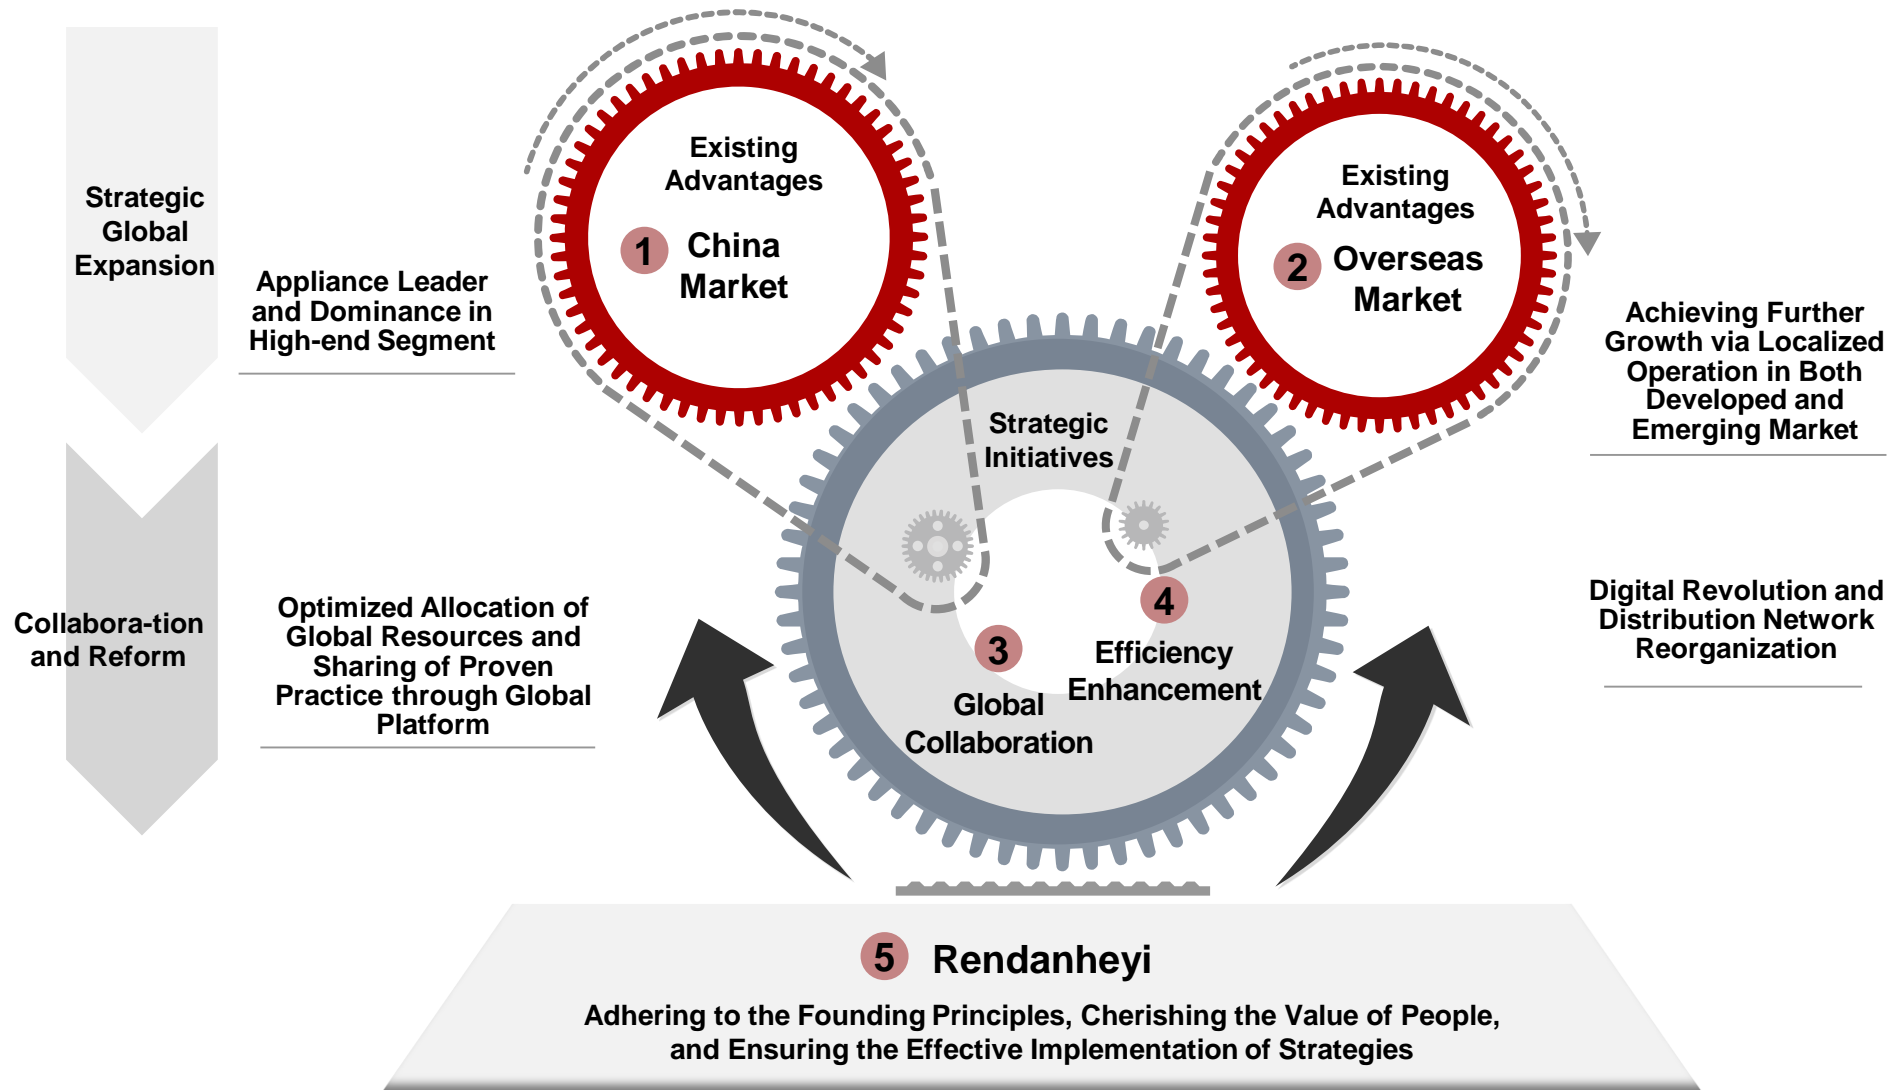 Strategic
Global
Expansion
Appliance Leader
and Dominance in
High-end Segment
Existing
Advantages
1
China
Market
Existing
Advantages
2
Overseas
Market
Achieving Further
Growth via Localized
Operation in Both
Developed and
Emerging Market
Strategic
Initiatives
Collabora-tion
and Reform
Optimized Allocation of
Global Resources and
Sharing of Proven
Practice through Global
Platform
3
Global
Collaboration
4
Efficiency
Enhancement
Digital Revolution and
Distribution Network
Reorganization
5 Rendanheyi
Adhering to the Founding Principles, Cherishing the Value of People,
and Ensuring the Effective Implementation of Strategies